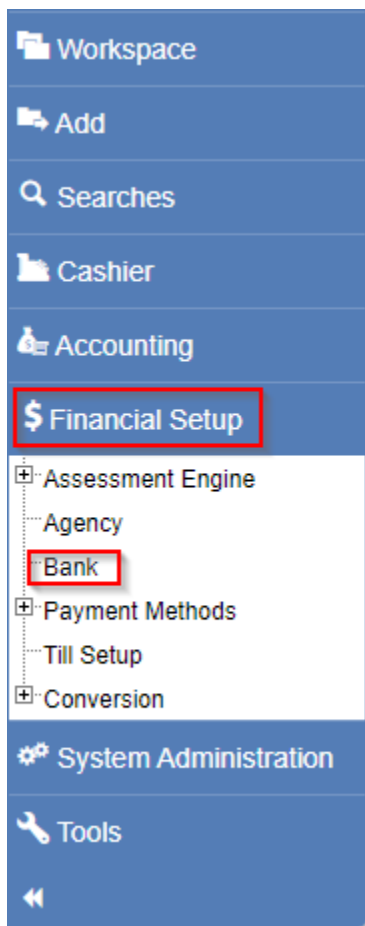 Workspace
Add
Searches
Cashier
Accounting
$ Financial Setup
Assessment Engine
Agency
Bank
Payment Methods
Till Setup
Conversion
System Administration
Tools